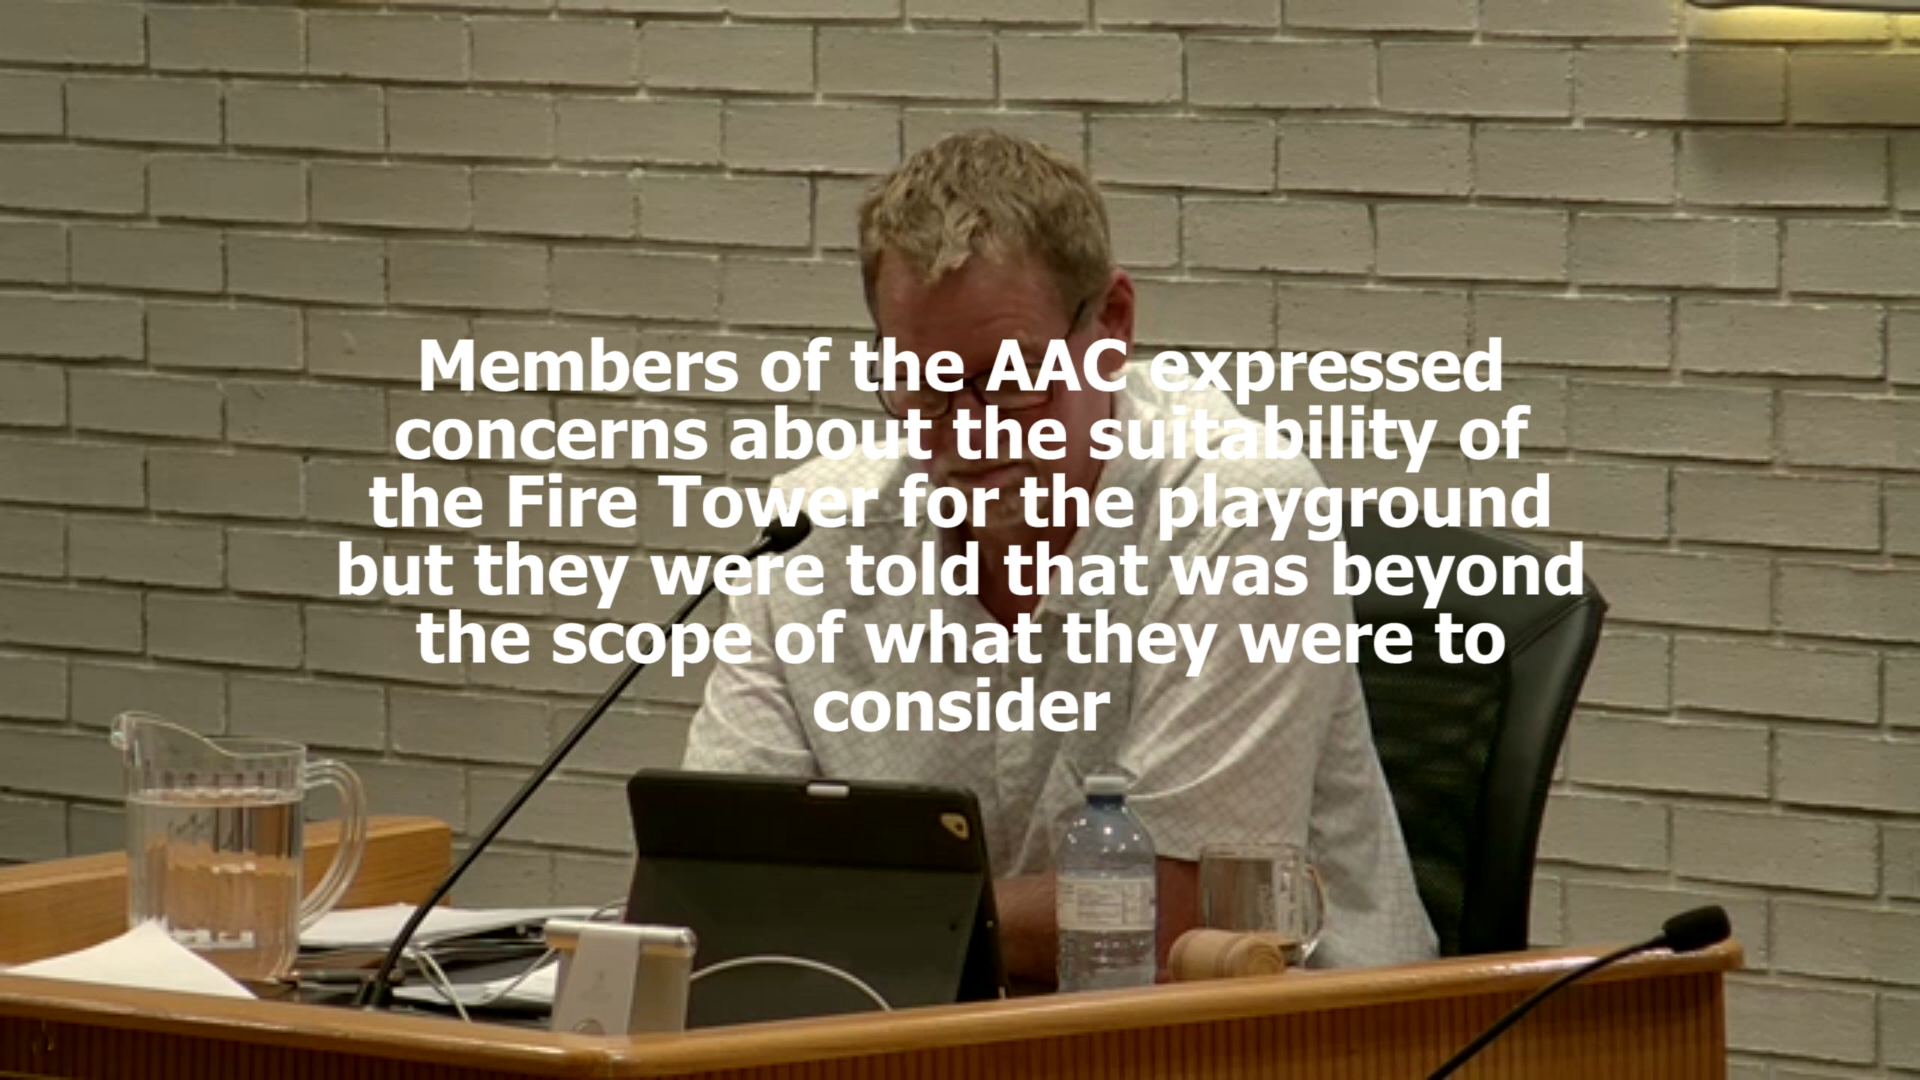 Members of the AAC expressed
concerns about the suitability of
the Fire Tower for the playground
but they were told that was beyond
the scope of what they were to
consider